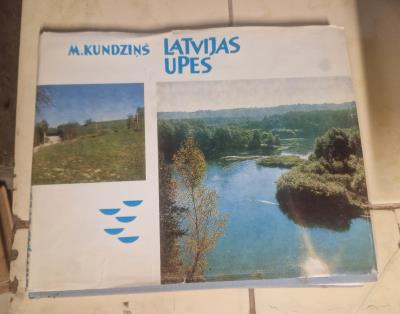 M. KUNDZIŅŠ
LATVIJAS
UPES